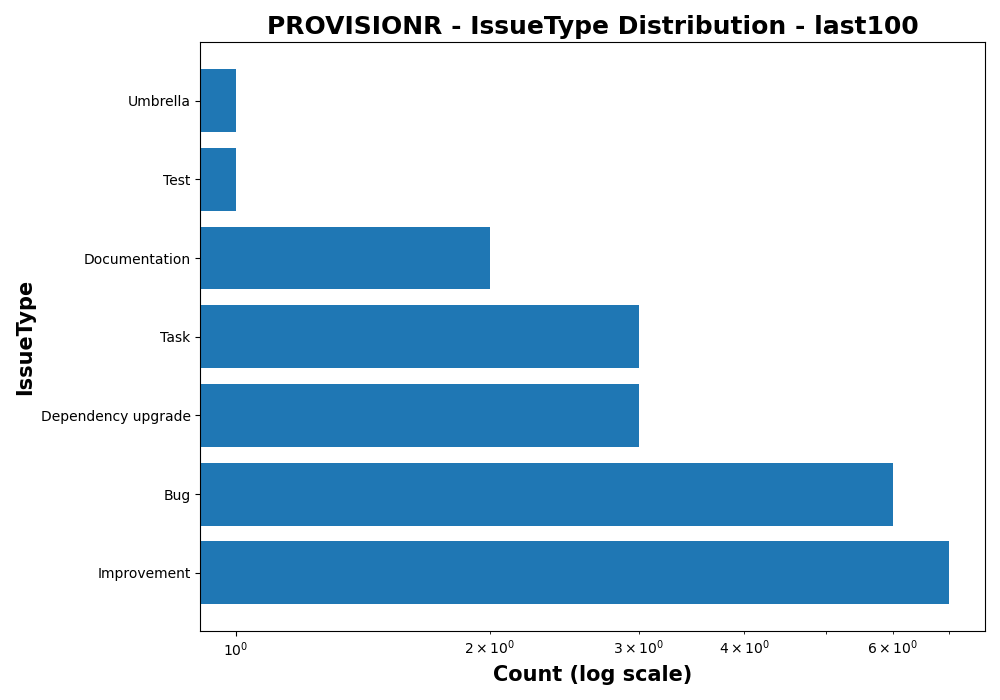 PROVISIONR - IssueType Distribution - last100
Umbrella
Test
Documentation
Task
Dependency upgrade
Bug
Improvement
IssueType
10⁰
2 × 10⁰
3 × 10⁰
4 × 10⁰
6 × 10⁰
Count (log scale)